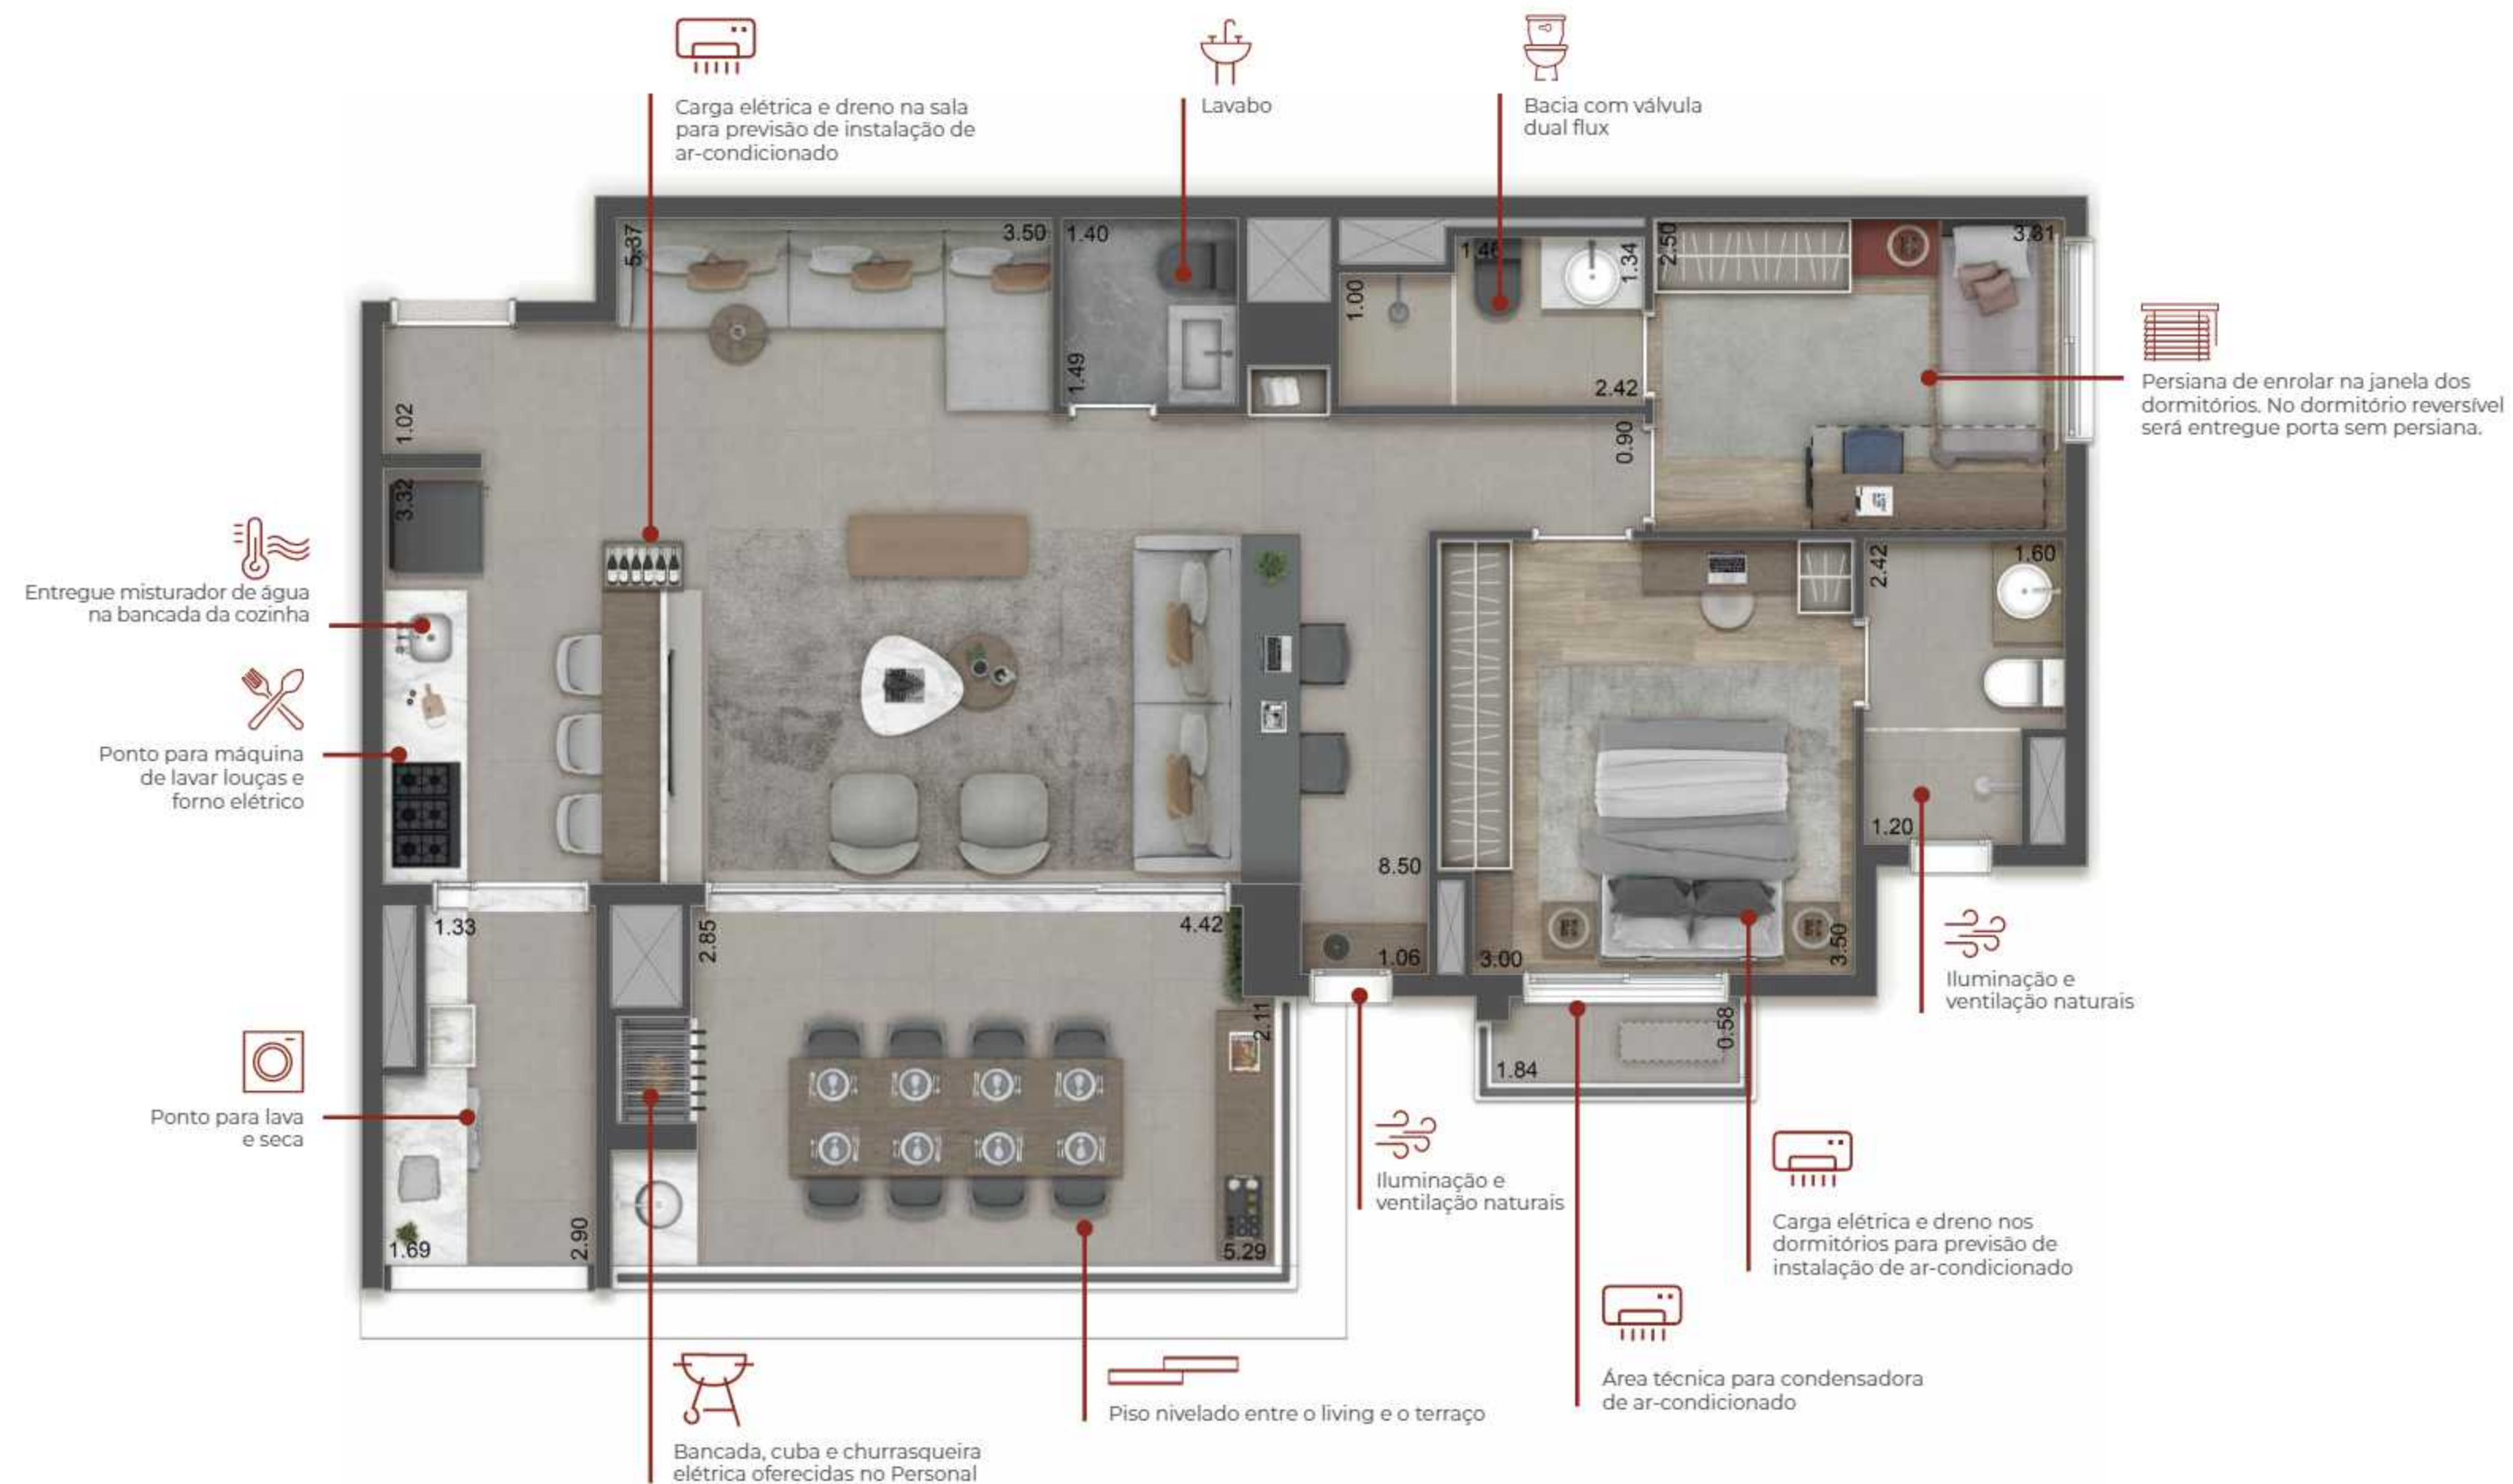 Carga elétrica e dreno na sala
para previsão de instalação de
ar-condicionado
Lavabo
Bacia com válvula
dual flux
5.37
3.50
1.40
1.46
1.34
2.50
3.81
1.00
1.49
2.42
1.02
0.90
Persiana de enrolar na janela dos
dormitórios. No dormitório reversível
será entregue porta sem persiana.
3.32
Entregue misturador de água
na bancada da cozinha
2.42
1.60
Ponto para máquina
de lavar louças e
forno elétrico
1.20
8.50
1.33
2.85
4.42
1.06
3.00
3.50
Iluminação e
ventilação naturais
2.11
0.58
1.84
Ponto para lava
e seca
Iluminação e
ventilação naturais
1.69
2.90
5.29
Carga elétrica e dreno nos
dormitórios para previsão de
instalação de ar-condicionado
Área técnica para condensadora
de ar-condicionado
Piso nivelado entre o living e o terraço
Bancada, cuba e churrasqueira
elétrica oferecidas no Personal